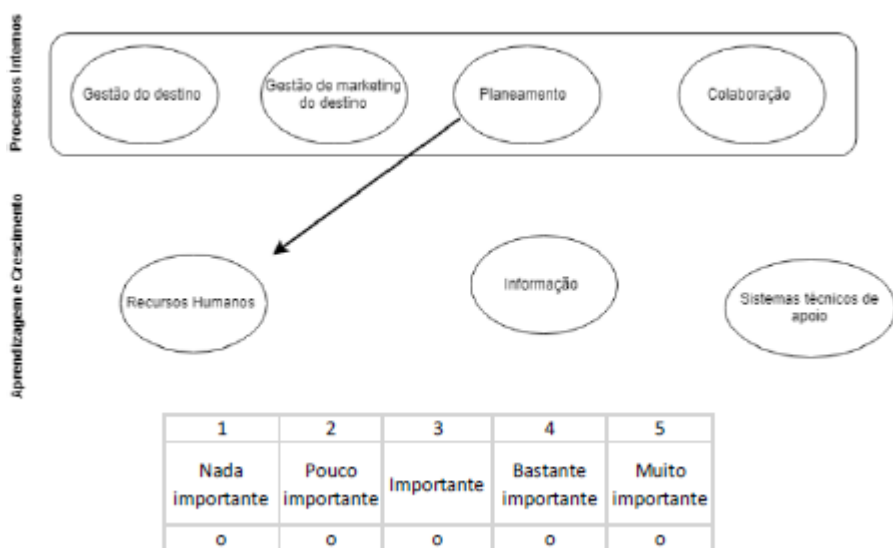 Processos Internos
Gestão do destino
Gestão de marketing
do destino
Planeamento
Colaboração
Aprendizagem e Crescimento
Recursos Humanos
Informação
Sistemas técnicos de
apoio
1 2 3 4 5
Nada importante Pouco importante Importante Bastante importante Muito importante
o o o o o